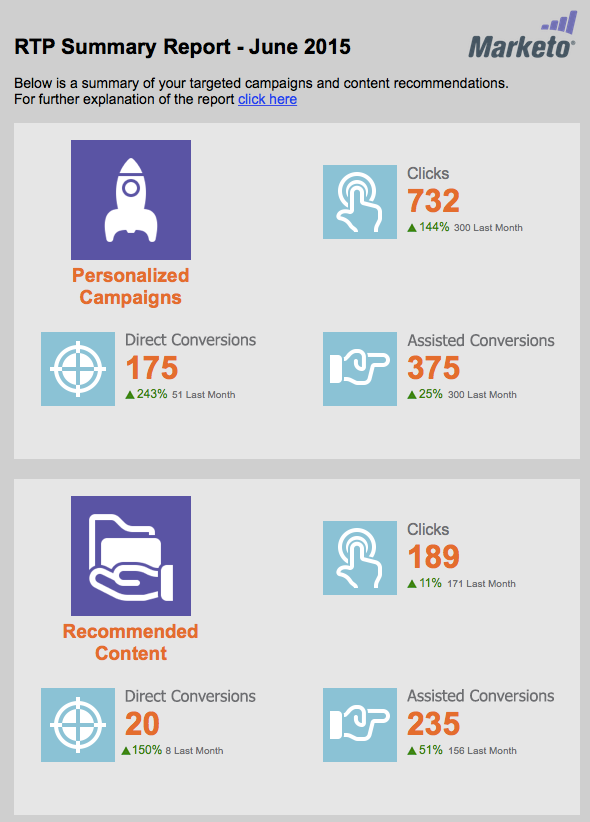 RTP Summary Report - June 2015
Marketo®
Below is a summary of your targeted campaigns and content recommendations.
For further explanation of the report click here
Personalized
Campaigns
Clicks
732
▲144% 300 Last Month
Direct Conversions
175
▲243% 51 Last Month
Assisted Conversions
375
▲25% 300 Last Month
Recommended
Content
Clicks
189
▲11% 171 Last Month
Direct Conversions
20
▲150% 8 Last Month
Assisted Conversions
235
▲51% 156 Last Month